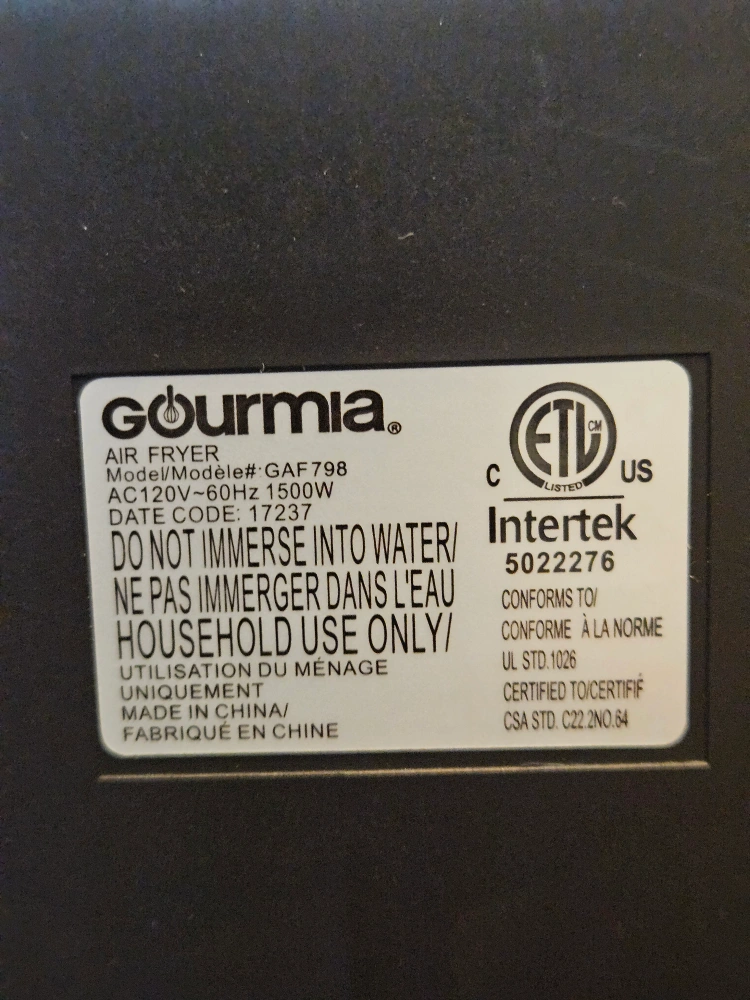 Gourmia®
AIR FRYER
Model/Modèle#:GAF798
AC120V~60Hz 1500W
DATE CODE: 17237
DO NOT IMMERSE INTO WATER/
NE PAS IMMERGER DANS L'EAU
HOUSEHOLD USE ONLY/
UTILISATION DU MÉNAGE
UNIQUEMENT
MADE IN CHINA/
FABRIQUÉ EN CHINE
ETL CM
LISTED
C US
Intertek
5022276
CONFORMS TO/
CONFORME À LA NORME
UL STD.1026
CERTIFIED TO/CERTIFIÉ
CSA STD. C22.2NO.64